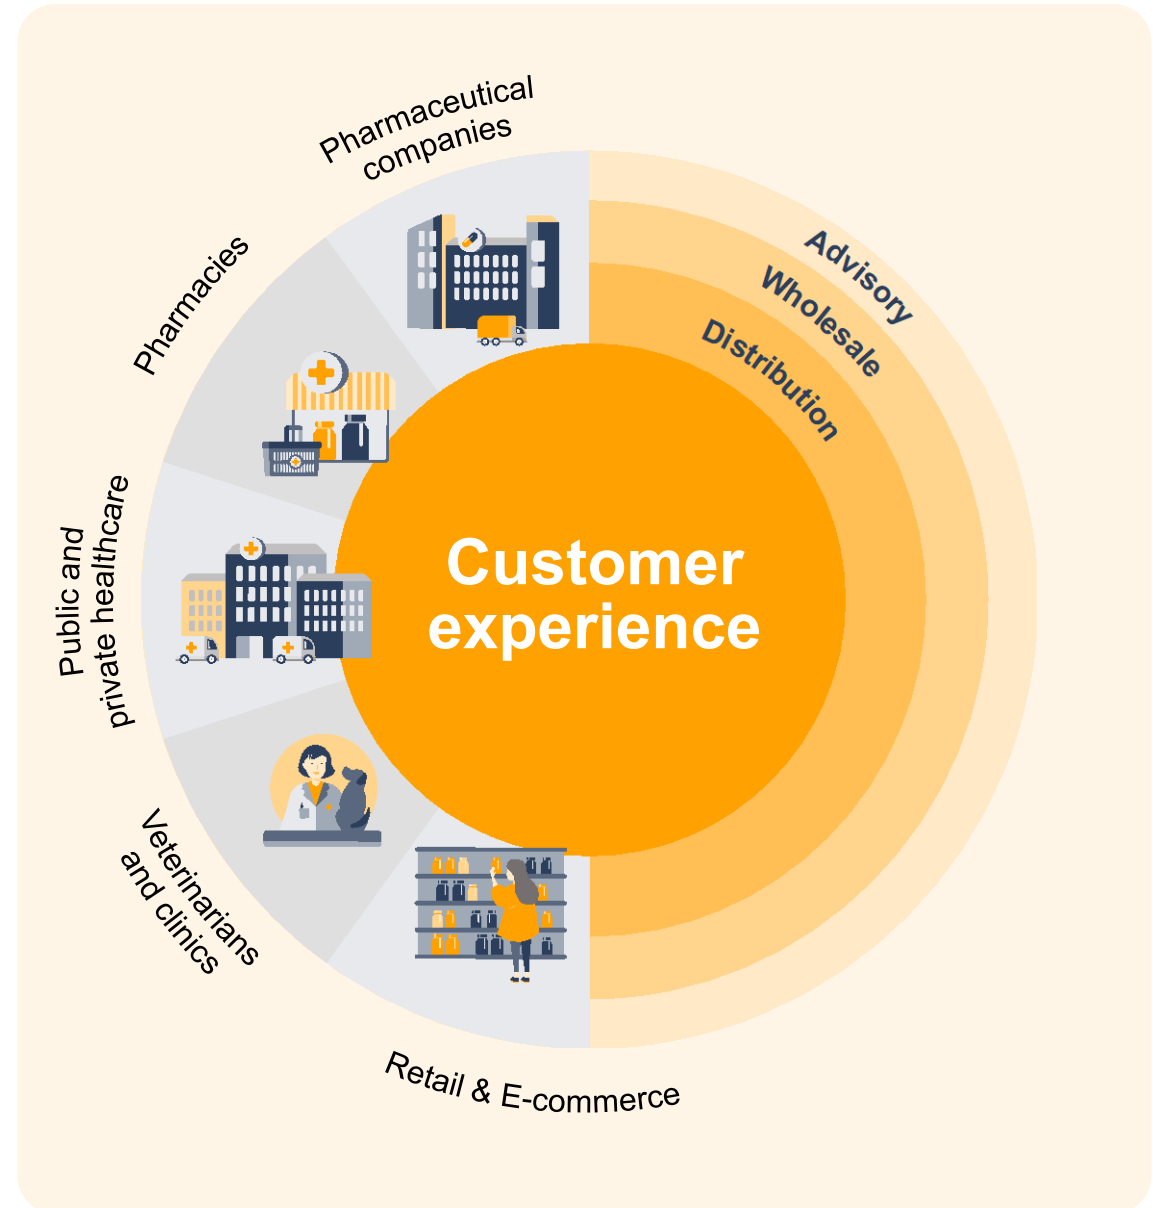 Pharmaceutical
companies
Pharmacies
Public and
private healthcare
Veterinarians
and clinics
Retail & E-commerce
Advisory
Wholesale
Distribution
Customer
experience